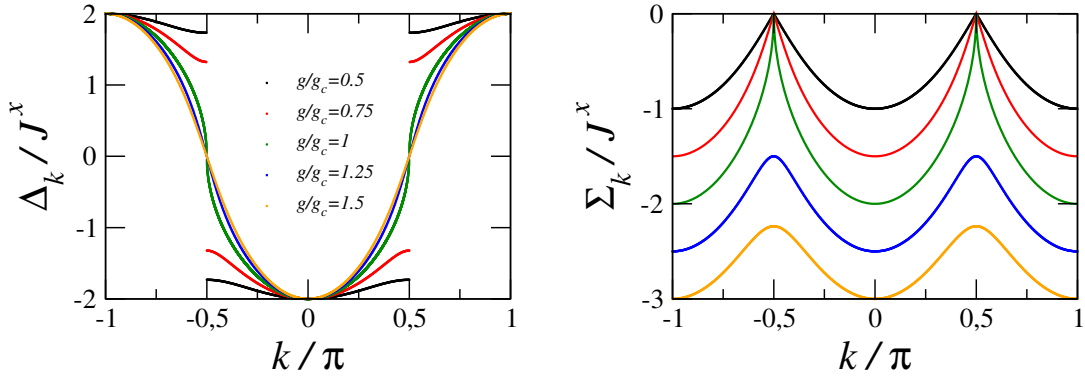 2
1
0
-1
-2
Δk / Jx
g/gc=0.5
g/gc=0.75
g/gc=1
g/gc=1.25
g/gc=1.5
-1
-0,5
0
0,5
1
k / π
0
-1
-2
-3
Σk / Jx
-1
-0,5
0
0,5
1
k / π